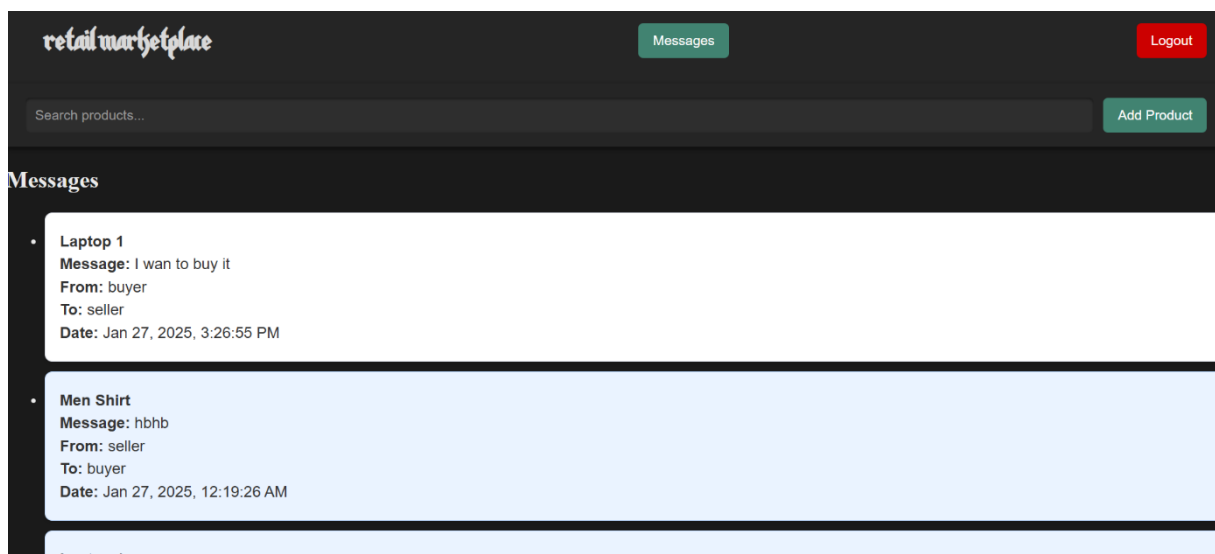 retail marketplace
Messages
Logout
Search products...
Add Product
Messages
Laptop 1
Message: I wan to buy it
From: buyer
To: seller
Date: Jan 27, 2025, 3:26:55 PM
Men Shirt
Message: hbhb
From: seller
To: buyer
Date: Jan 27, 2025, 12:19:26 AM